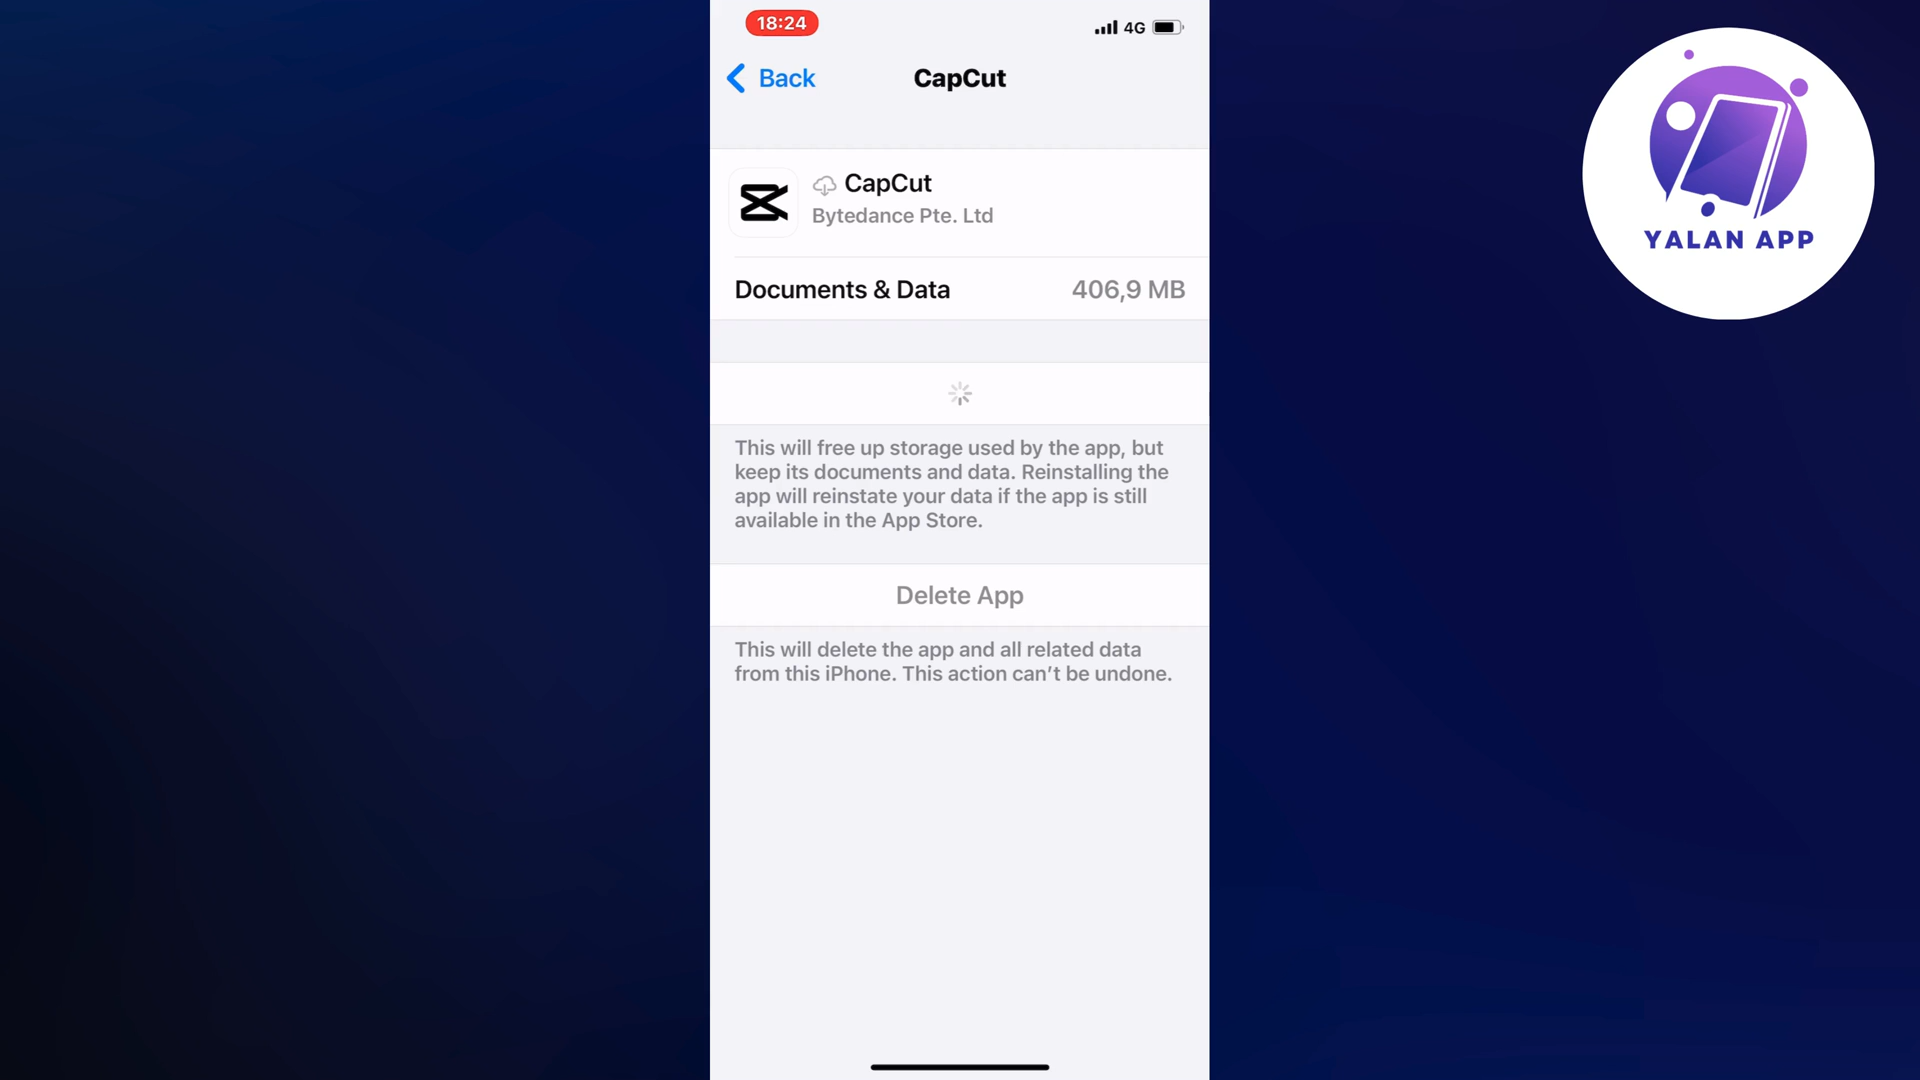 18:24
4G
Back
CapCut
CapCut
Bytedance Pte. Ltd
Documents & Data
406,9 MB
This will free up storage used by the app, but
keep its documents and data. Reinstalling the
app will reinstate your data if the app is still
available in the App Store.
Delete App
This will delete the app and all related data
from this iPhone. This action can’t be undone.
YALAN APP